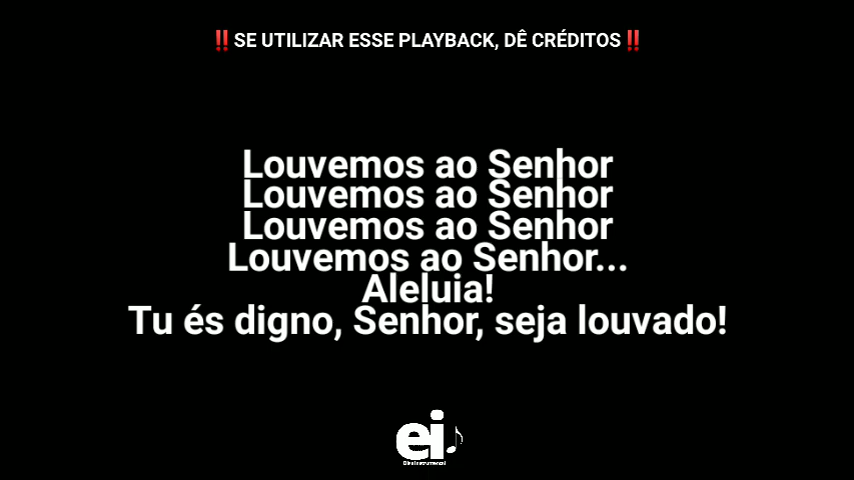 ‼️SE UTILIZAR ESSE PLAYBACK, DÊ CRÉDITOS‼️
Louvemos ao Senhor
Louvemos ao Senhor
Louvemos ao Senhor
Louvemos ao Senhor...
Aleluia!
Tu és digno, Senhor, seja louvado!
ei